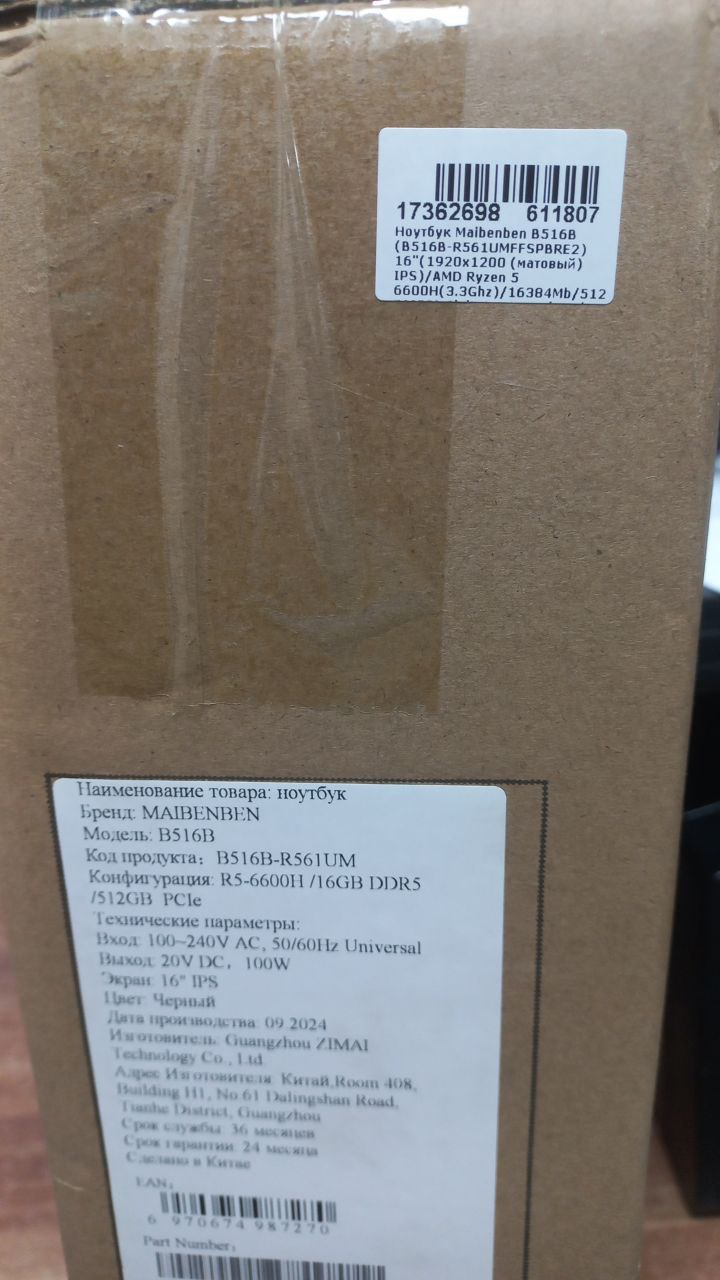 17362698 611807
Ноутбук Maibenben B516B
(B516B-R561UMFFSPBRE2)
16"(1920x1200 (матовый)
IPS)/AMD Ryzen 5
6600H(3.3Ghz)/16384Mb/512
Наименование товара: ноутбук
Бренд: MAIBENBEN
Модель: B516B
Код продукта: B516B-R561UM
Конфигурация: R5-6600H /16GB DDR5
/512GB PCIe
Технические параметры:
Вход: 100~240V AC, 50/60Hz Universal
Выход: 20V DC, 100W
Экран: 16" IPS
Цвет: Черный
Дата производства: 09.2024
Изготовитель: Guangzhou ZIMAI
Technology Co., Ltd
Адрес Изготовителя: Китай,Room 408,
Building H1, No.61 Dalingshan Road,
Tianhe District, Guangzhou
Срок службы: 36 месяцев
Срок гарантии: 24 месяца
Сделано в Китае
EAN:
6 970674 987270
Part Number: